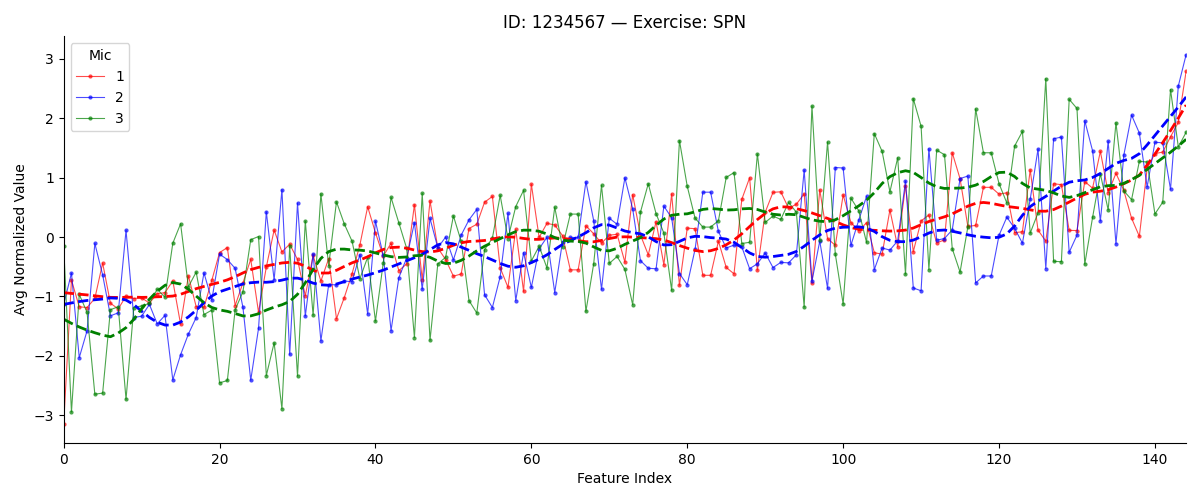 ID: 1234567 — Exercise: SPN
Mic
1
2
3
3
2
1
0
−1
−2
−3
Avg Normalized Value
0 20 40 60 80 100 120 140
Feature Index